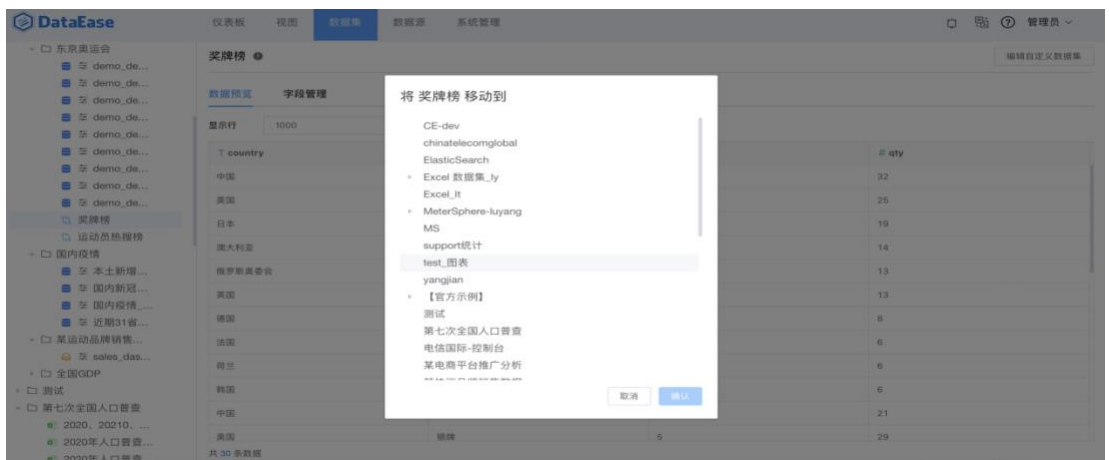 DataEase
仪表板 视图 数据集 数据源 系统管理
管理员
东京奥运会
demo_de...
demo_de...
demo_de...
demo_de...
demo_de...
demo_de...
demo_de...
demo_de...
demo_de...
奖牌榜
运动员热搜榜
国内疫情
本土新增...
国内新冠...
国内疫情_...
近期31省...
某运动品牌销售...
sales_das...
全国GDP
测试
第七次全国人口普查
2020、20210、...
2020年人口普查...
2020年人口普查
奖牌榜
编辑自定义数据集
数据预览 字段管理
显示行 1000
country
qty
中国
32
美国
25
日本
19
澳大利亚
14
俄罗斯奥委会
13
英国
13
德国
8
法国
6
荷兰
6
韩国
6
中国
21
美国 银牌 5 29
共 30 条数据
将 奖牌榜 移动到
CE-dev
chinatelecomglobal
ElasticSearch
Excel 数据集_ly
Excel_lt
MeterSphere-luyang
MS
support统计
test_图表
yangjian
【官方示例】
测试
第七次全国人口普查
电信国际-控制台
某电商平台推广分析
取消 确认